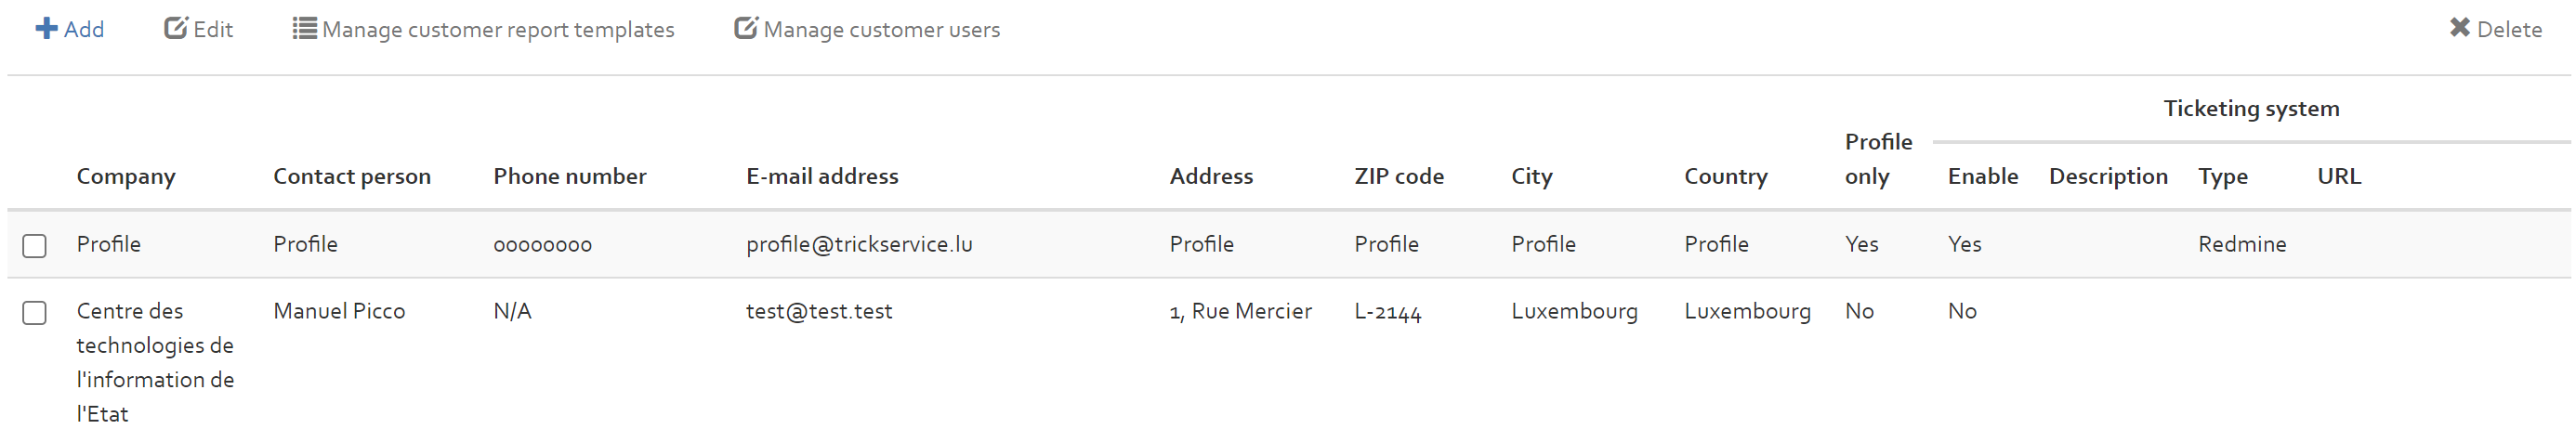 Add Edit Manage customer report templates Manage customer users Delete
Ticketing system
Profile
Company Contact person Phone number E-mail address Address ZIP code City Country only Enable Description Type URL
Profile Profile 00000000 profile@trickservice.lu Profile Profile Profile Profile Yes Yes Redmine
Centre des Manuel Picco N/A test@test.test 1, Rue Mercier L-2144 Luxembourg Luxembourg No No
technologies de
l'information de
l'Etat